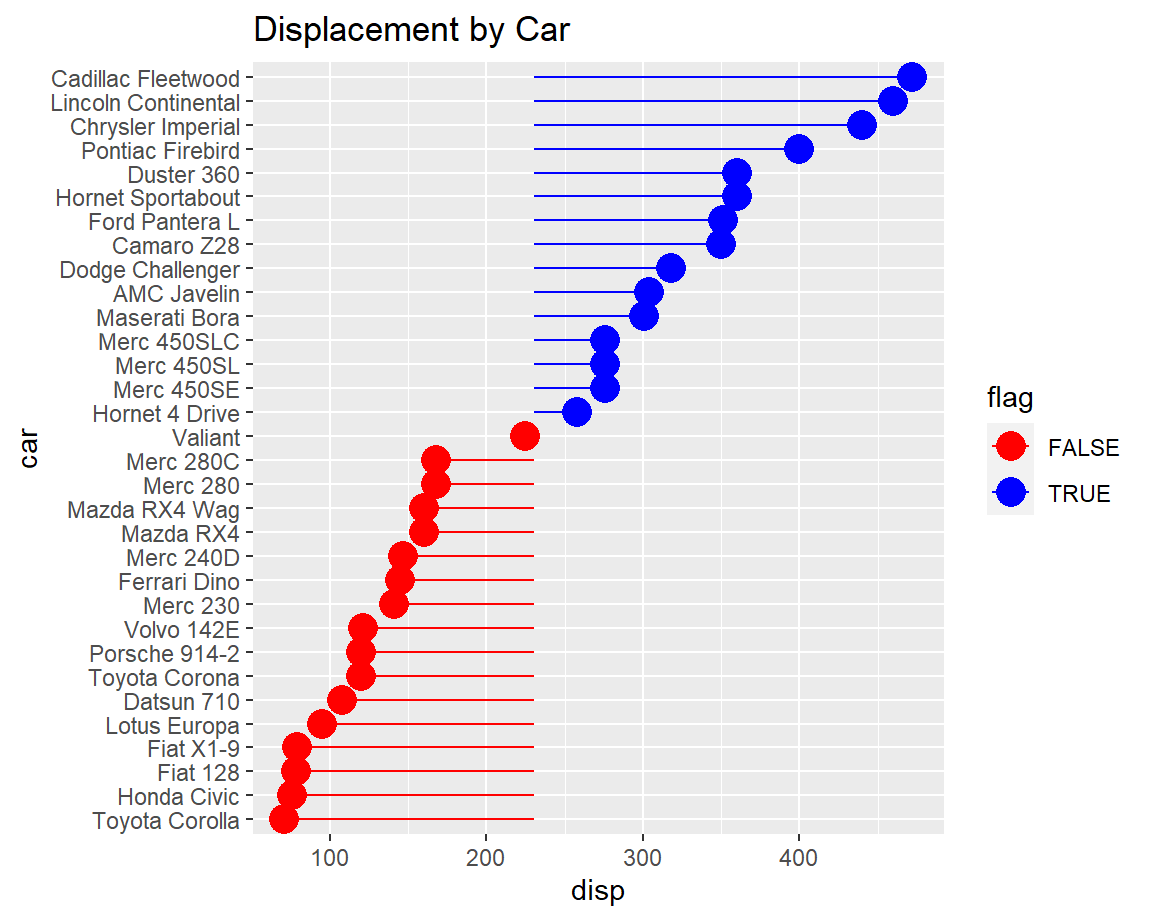 Displacement by Car
Cadillac Fleetwood
Lincoln Continental
Chrysler Imperial
Pontiac Firebird
Duster 360
Hornet Sportabout
Ford Pantera L
Camaro Z28
Dodge Challenger
AMC Javelin
Maserati Bora
Merc 450SLC
Merc 450SL
Merc 450SE
Hornet 4 Drive
Valiant
Merc 280C
Merc 280
Mazda RX4 Wag
Mazda RX4
Merc 240D
Ferrari Dino
Merc 230
Volvo 142E
Porsche 914-2
Toyota Corona
Datsun 710
Lotus Europa
Fiat X1-9
Fiat 128
Honda Civic
Toyota Corolla
car
100 200 300 400
disp
flag
FALSE
TRUE